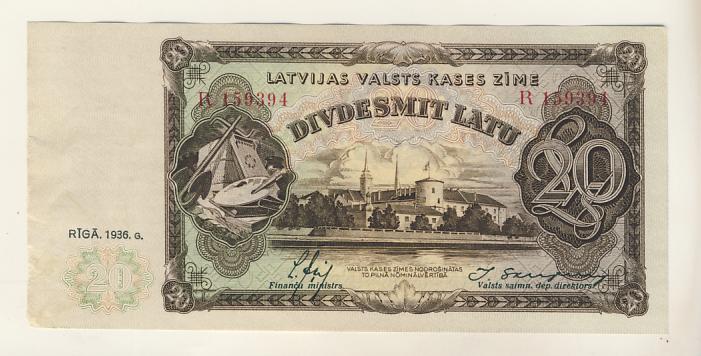 LATVIJAS VALSTS KASES ZĪME
R 159394 R 159394
DIVDESMIT LATU
20
RĪGĀ. 1936. G.
20
VALSTS KASES ZĪMES NODROŠINĀTAS
TO PILNĀ NOMINĀLVĒRTĪBĀ
Finanču ministrs Valsts saimn. dep. direktors